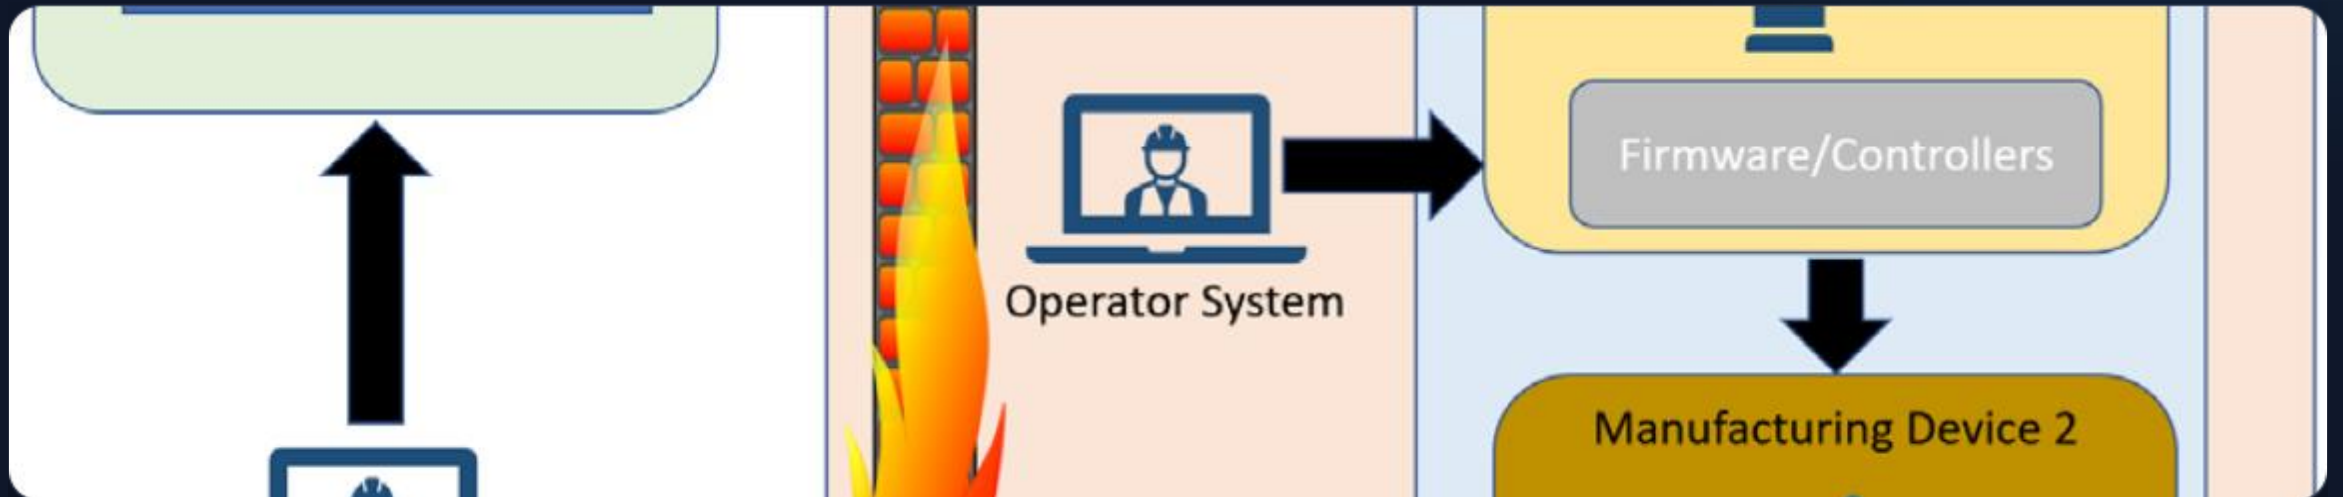 Firmware/Controllers
Operator System
Manufacturing Device 2